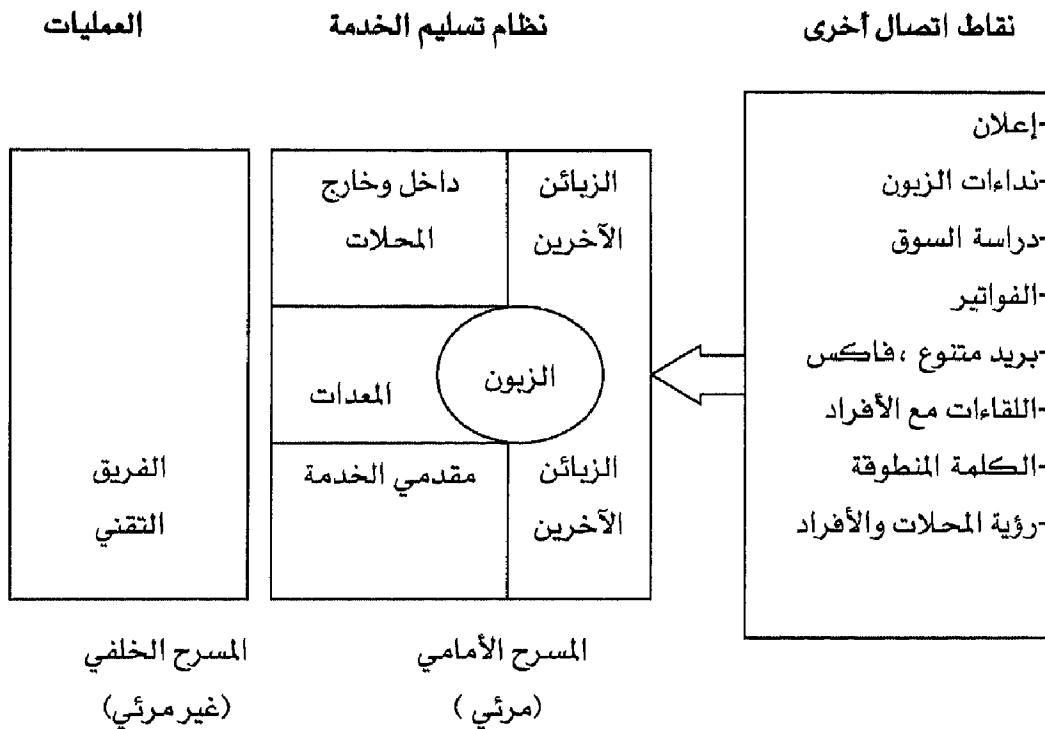 نقاط اتصال أخرى
نظام تسليم الخدمة
العمليات
-إعلان
-نداءات الزبون
-دراسة السوق
-الفواتير
-بريد متنوع ،فاكس
-اللقاءات مع الأفراد
-الكلمة المنطوقة
-رؤية المحلات والأفراد
الزبائن
الآخرين
داخل وخارج
المحلات
الزبون
المعدات
الزبائن
الآخرين
مقدمي الخدمة
الفريق
التقني
المسرح الأمامي
(مرئي )
المسرح الخلفي
(غير مرئي)